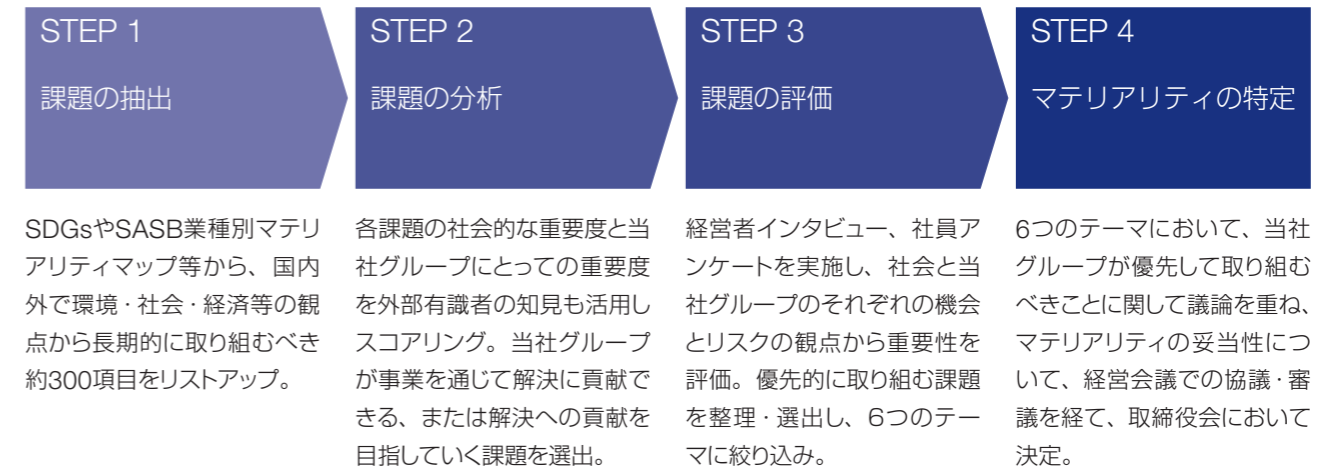 STEP 1
課題の抽出
SDGsやSASB業種別マテリ
アリティマップ等から、国内
外で環境・社会・経済等の観
点から長期的に取り組むべき
約300項目をリストアップ。
STEP 2
課題の分析
各課題の社会的な重要度と当
社グループにとっての重要度
を外部有識者の知見も活用し
スコアリング。当社グループ
が事業を通じて解決に貢献で
きる、または解決への貢献を
目指していく課題を選出。
STEP 3
課題の評価
経営者インタビュー、社員ア
ンケートを実施し、社会と当
社グループのそれぞれの機会
とリスクの観点から重要性を
評価。優先的に取り組む課題
を整理・選出し、6つのテー
マに絞り込み。
STEP 4
マテリアリティの特定
6つのテーマにおいて、当社
グループが優先して取り組む
べきことに関して議論を重ね、
マテリアリティの妥当性につ
いて、経営会議での協議・審
議を経て、取締役会において
決定。